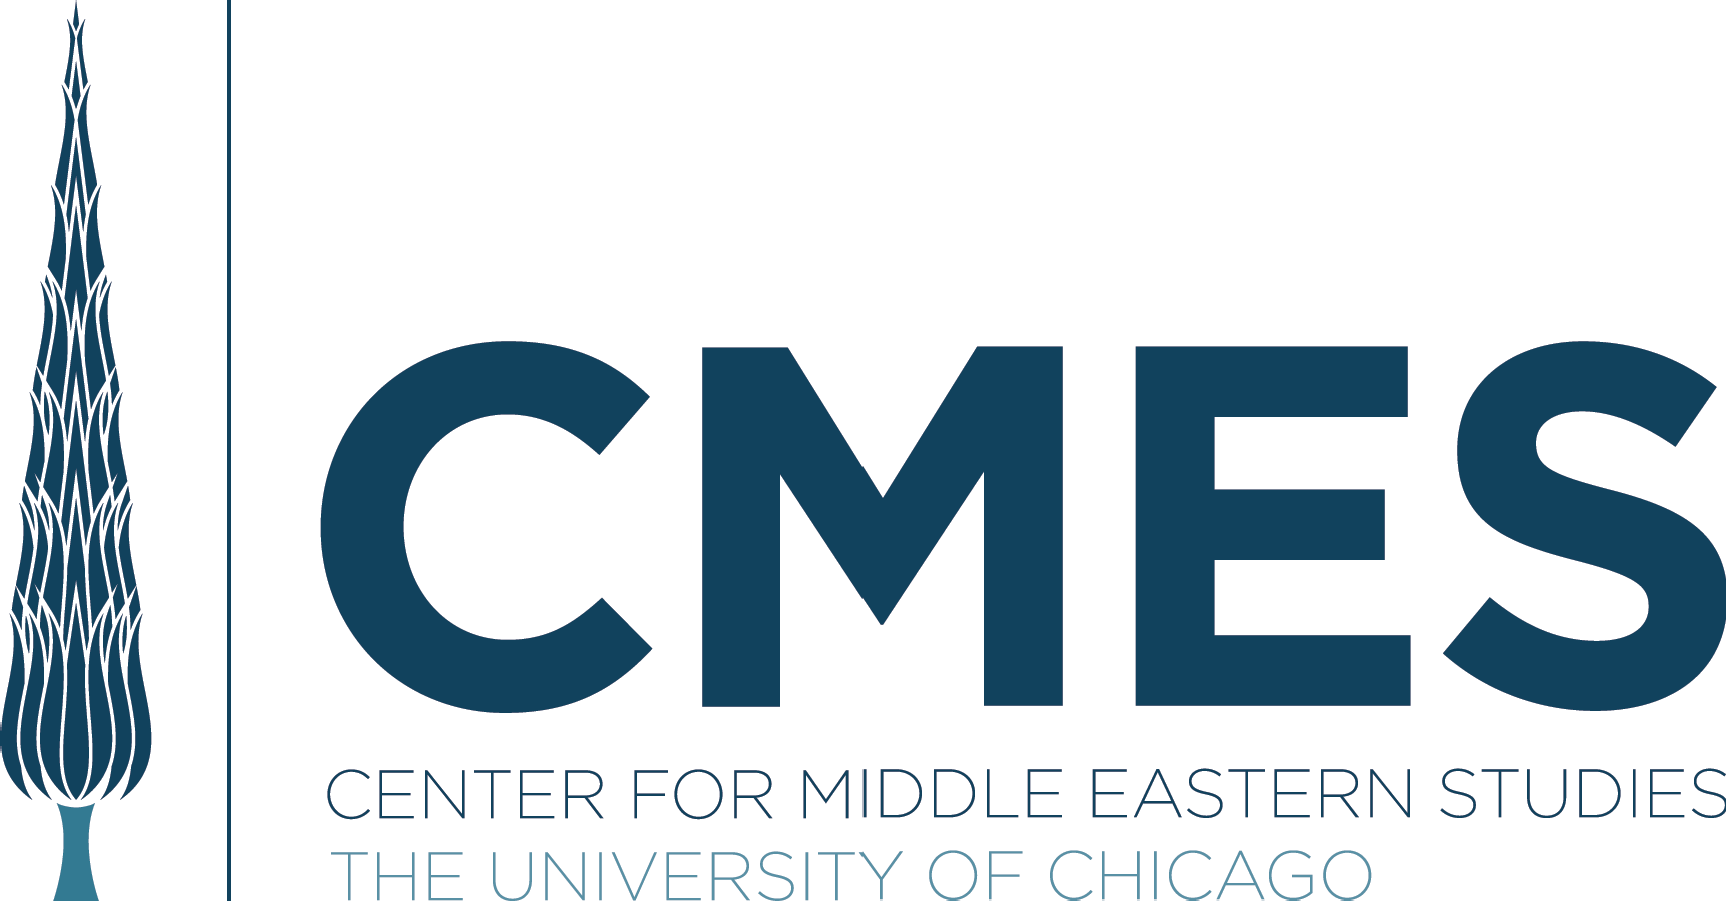 CMES
CENTER FOR MIDDLE EASTERN STUDIES
THE UNIVERSITY OF CHICAGO